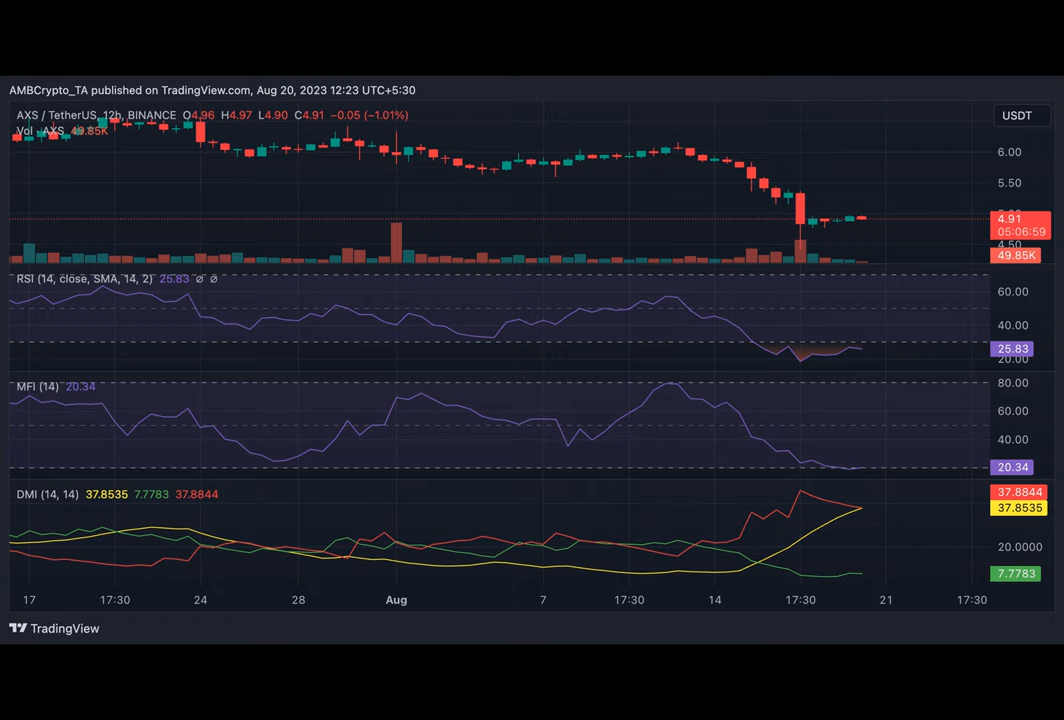 AMBCrypto_TA published on TradingView.com, Aug 20, 2023 12:23 UTC+5:30
AXS / TetherUS, 12h, BINANCE O4.96 H4.97 L4.90 C4.91 −0.05 (−1.01%)
USDT
Vol · AXS 49.85K
6.00
5.50
4.91
05:06:59
4.50
49.85K
RSI (14, close, SMA, 14, 2) 25.83 ∅ ∅
60.00
40.00
25.83
20.00
MFI (14) 20.34
80.00
60.00
40.00
20.34
DMI (14, 14) 37.8535 7.7783 37.8844
37.8844
37.8535
20.0000
7.7783
17 17:30 24 28 Aug 7 17:30 14 17:30 21 17:30
TradingView